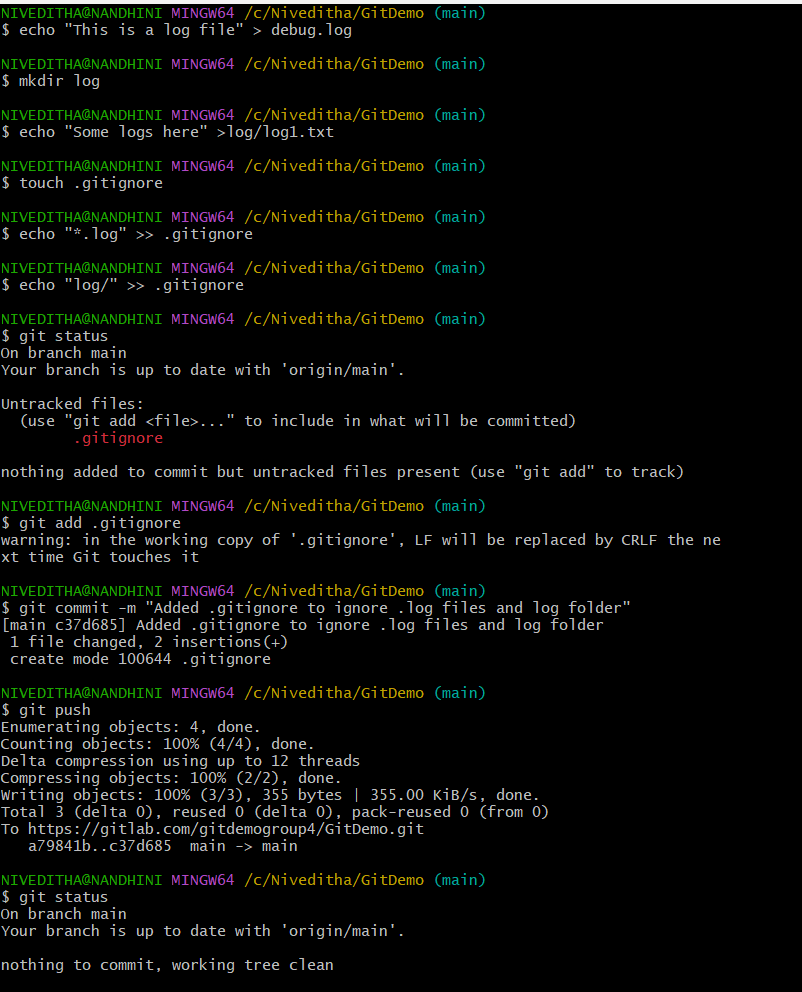 NIVEDITHA@NANDHINI MINGW64 /c/Niveditha/GitDemo (main)
$ echo "This is a log file" > debug.log
NIVEDITHA@NANDHINI MINGW64 /c/Niveditha/GitDemo (main)
$ mkdir log
NIVEDITHA@NANDHINI MINGW64 /c/Niveditha/GitDemo (main)
$ echo "Some logs here" >log/log1.txt
NIVEDITHA@NANDHINI MINGW64 /c/Niveditha/GitDemo (main)
$ touch .gitignore
NIVEDITHA@NANDHINI MINGW64 /c/Niveditha/GitDemo (main)
$ echo "*.log" >> .gitignore
NIVEDITHA@NANDHINI MINGW64 /c/Niveditha/GitDemo (main)
$ echo "log/" >> .gitignore
NIVEDITHA@NANDHINI MINGW64 /c/Niveditha/GitDemo (main)
$ git status
On branch main
Your branch is up to date with 'origin/main'.
Untracked files:
  (use "git add <file>..." to include in what will be committed)
        .gitignore
nothing added to commit but untracked files present (use "git add" to track)
NIVEDITHA@NANDHINI MINGW64 /c/Niveditha/GitDemo (main)
$ git add .gitignore
warning: in the working copy of '.gitignore', LF will be replaced by CRLF the ne
xt time Git touches it
NIVEDITHA@NANDHINI MINGW64 /c/Niveditha/GitDemo (main)
$ git commit -m "Added .gitignore to ignore .log files and log folder"
[main c37d685] Added .gitignore to ignore .log files and log folder
 1 file changed, 2 insertions(+)
 create mode 100644 .gitignore
NIVEDITHA@NANDHINI MINGW64 /c/Niveditha/GitDemo (main)
$ git push
Enumerating objects: 4, done.
Counting objects: 100% (4/4), done.
Delta compression using up to 12 threads
Compressing objects: 100% (2/2), done.
Writing objects: 100% (3/3), 355 bytes | 355.00 KiB/s, done.
Total 3 (delta 0), reused 0 (delta 0), pack-reused 0 (from 0)
To https://gitlab.com/gitdemogroup4/GitDemo.git
   a79841b..c37d685  main -> main
NIVEDITHA@NANDHINI MINGW64 /c/Niveditha/GitDemo (main)
$ git status
On branch main
Your branch is up to date with 'origin/main'.
nothing to commit, working tree clean